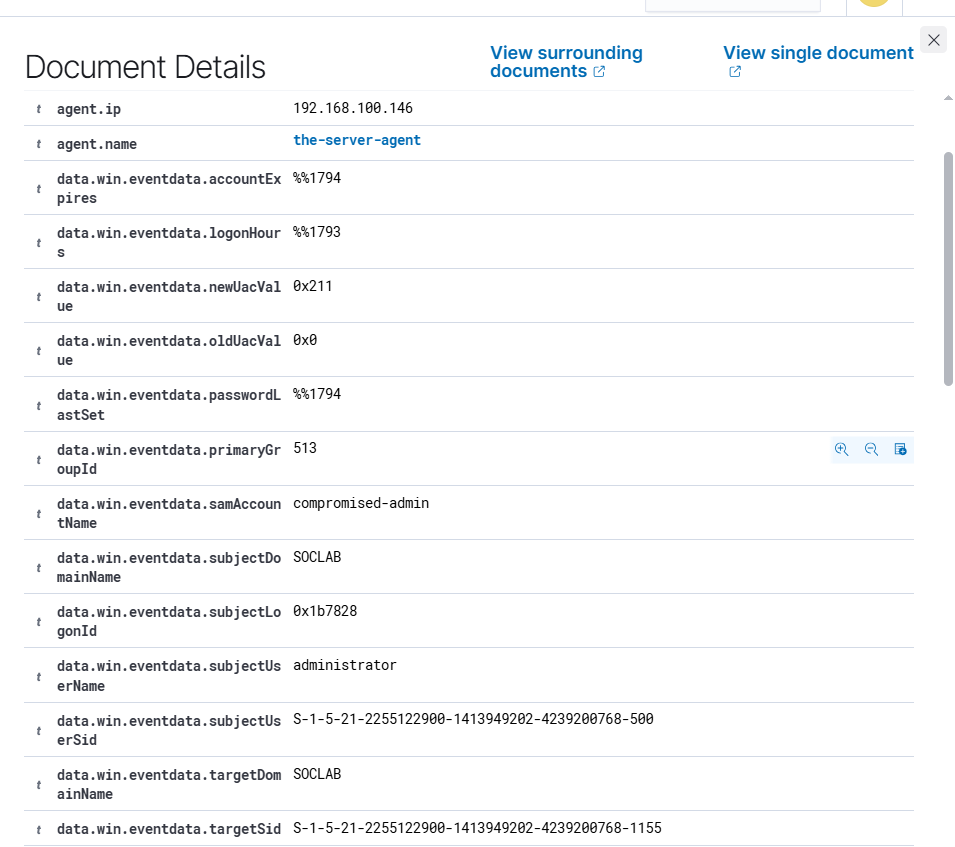 Document Details
View surrounding
documents
View single document
t agent.ip 192.168.100.146
t agent.name the-server-agent
t data.win.eventdata.accountEx %%1794
pires
t data.win.eventdata.logonHour %%1793
s
t data.win.eventdata.newUacVal 0x211
ue
t data.win.eventdata.oldUacVal 0x0
ue
t data.win.eventdata.passwordL %%1794
astSet
t data.win.eventdata.primaryGr 513
oupId
t data.win.eventdata.samAccoun compromised-admin
tName
t data.win.eventdata.subjectDo SOCLAB
mainName
t data.win.eventdata.subjectLo 0x1b7828
gonId
t data.win.eventdata.subjectUs administrator
erName
t data.win.eventdata.subjectUs S-1-5-21-2255122900-1413949202-4239200768-500
erSid
t data.win.eventdata.targetDom SOCLAB
ainName
t data.win.eventdata.targetSid S-1-5-21-2255122900-1413949202-4239200768-1155